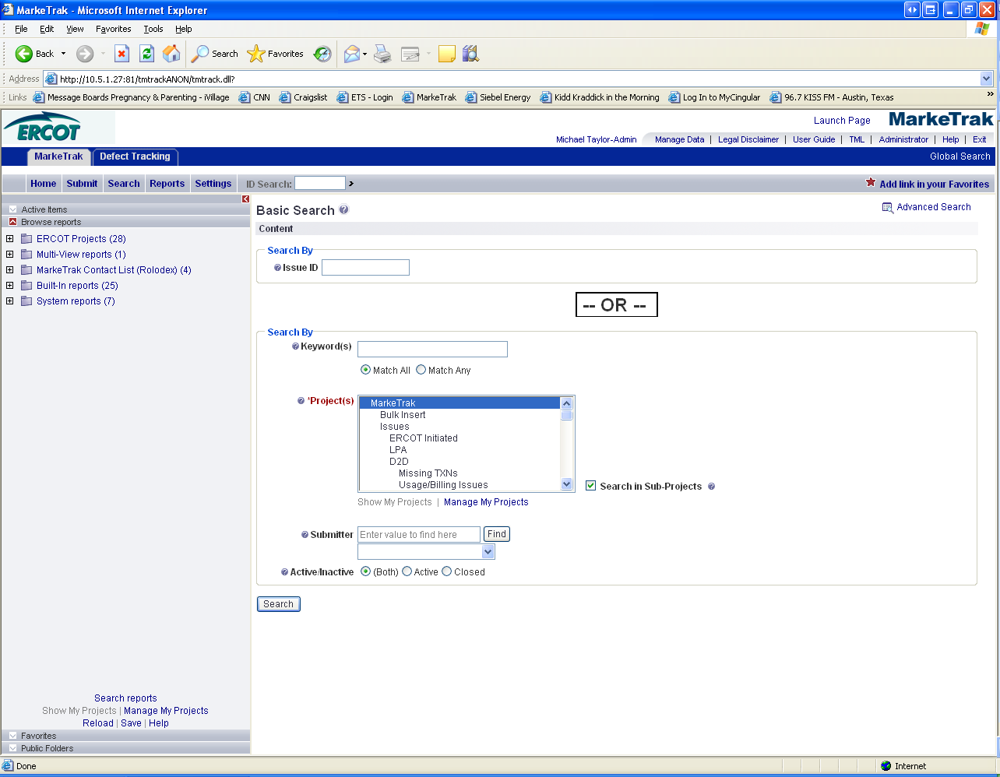 MarkeTrak - Microsoft Internet Explorer
File Edit View Favorites Tools Help
Back Search Favorites
Address http://10.5.1.27:81/tmtrackANON/tmtrack.dll?
Links Message Boards Pregnancy & Parenting - iVillage CNN Craigslist ETS - Login MarkeTrak Siebel Energy Kidd Kraddick in the Morning Log In to MyCingular 96.7 KISS FM - Austin, Texas »
ERCOT Launch Page MarkeTrak
Michael Taylor-Admin Manage Data | Legal Disclaimer | User Guide | TML | Administrator | Help | Exit
MarkeTrak Defect Tracking Global Search
Home Submit Search Reports Settings ID Search: Add link in your Favorites
Active Items
Browse reports
ERCOT Projects (28)
Multi-View reports (1)
MarkeTrak Contact List (Rolodex) (4)
Built-In reports (25)
System reports (7)
Basic Search ? Advanced Search
Content
Search By
? Issue ID
-- OR --
Search By
? Keyword(s)
Match All Match Any
? *Project(s)
MarkeTrak
Bulk Insert
Issues
ERCOT Initiated
LPA
D2D
Missing TXNs
Usage/Billing Issues
Search in Sub-Projects ?
Show My Projects | Manage My Projects
? Submitter Enter value to find here Find
? Active/Inactive (Both) Active Closed
Search
Search reports
Show My Projects | Manage My Projects
Reload | Save | Help
Favorites
Public Folders
Done Internet